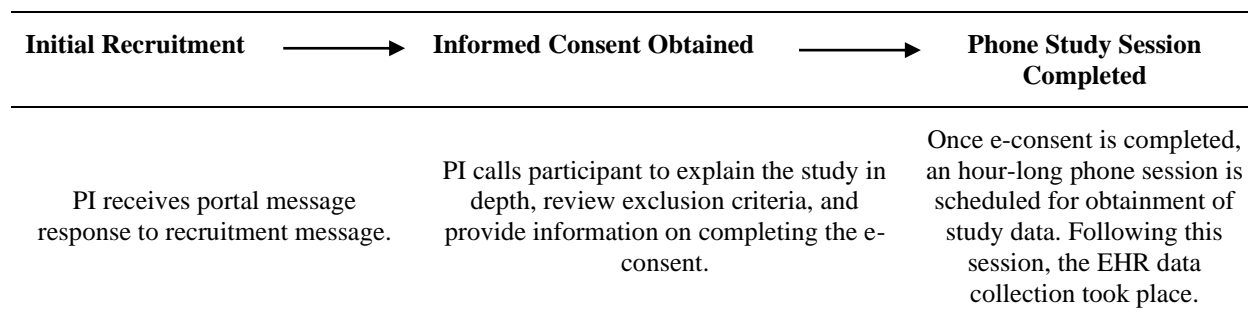 Initial Recruitment
Informed Consent Obtained
Phone Study Session
Completed
PI receives portal message
response to recruitment message.
PI calls participant to explain the study in
depth, review exclusion criteria, and
provide information on completing the e-
consent.
Once e-consent is completed,
an hour-long phone session is
scheduled for obtainment of
study data. Following this
session, the EHR data
collection took place.